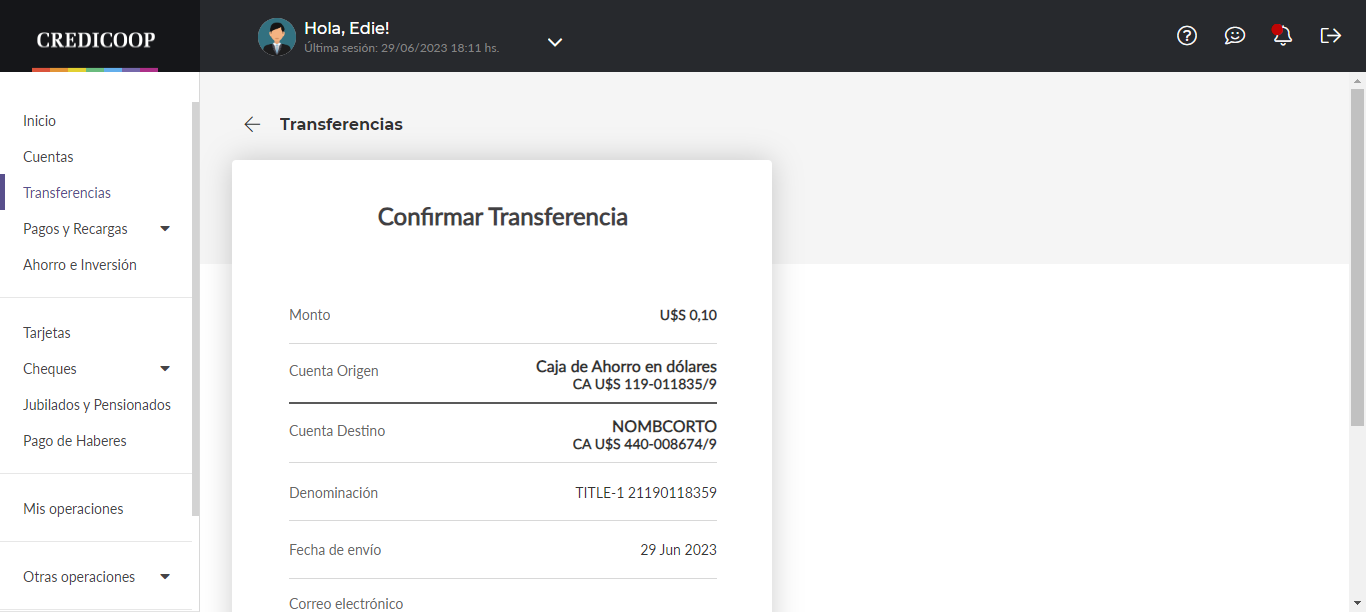 CREDICOOP
Hola, Edie!
Última sesión: 29/06/2023 18:11 hs.
Inicio
Cuentas
Transferencias
Pagos y Recargas
Ahorro e Inversión
Tarjetas
Cheques
Jubilados y Pensionados
Pago de Haberes
Mis operaciones
Otras operaciones
Transferencias
Confirmar Transferencia
Monto U$S 0,10
Cuenta Origen Caja de Ahorro en dólares
CA U$S 119-011835/9
Cuenta Destino NOMBCORTO
CA U$S 440-008674/9
Denominación TITLE-1 21190118359
Fecha de envío 29 Jun 2023
Correo electrónico